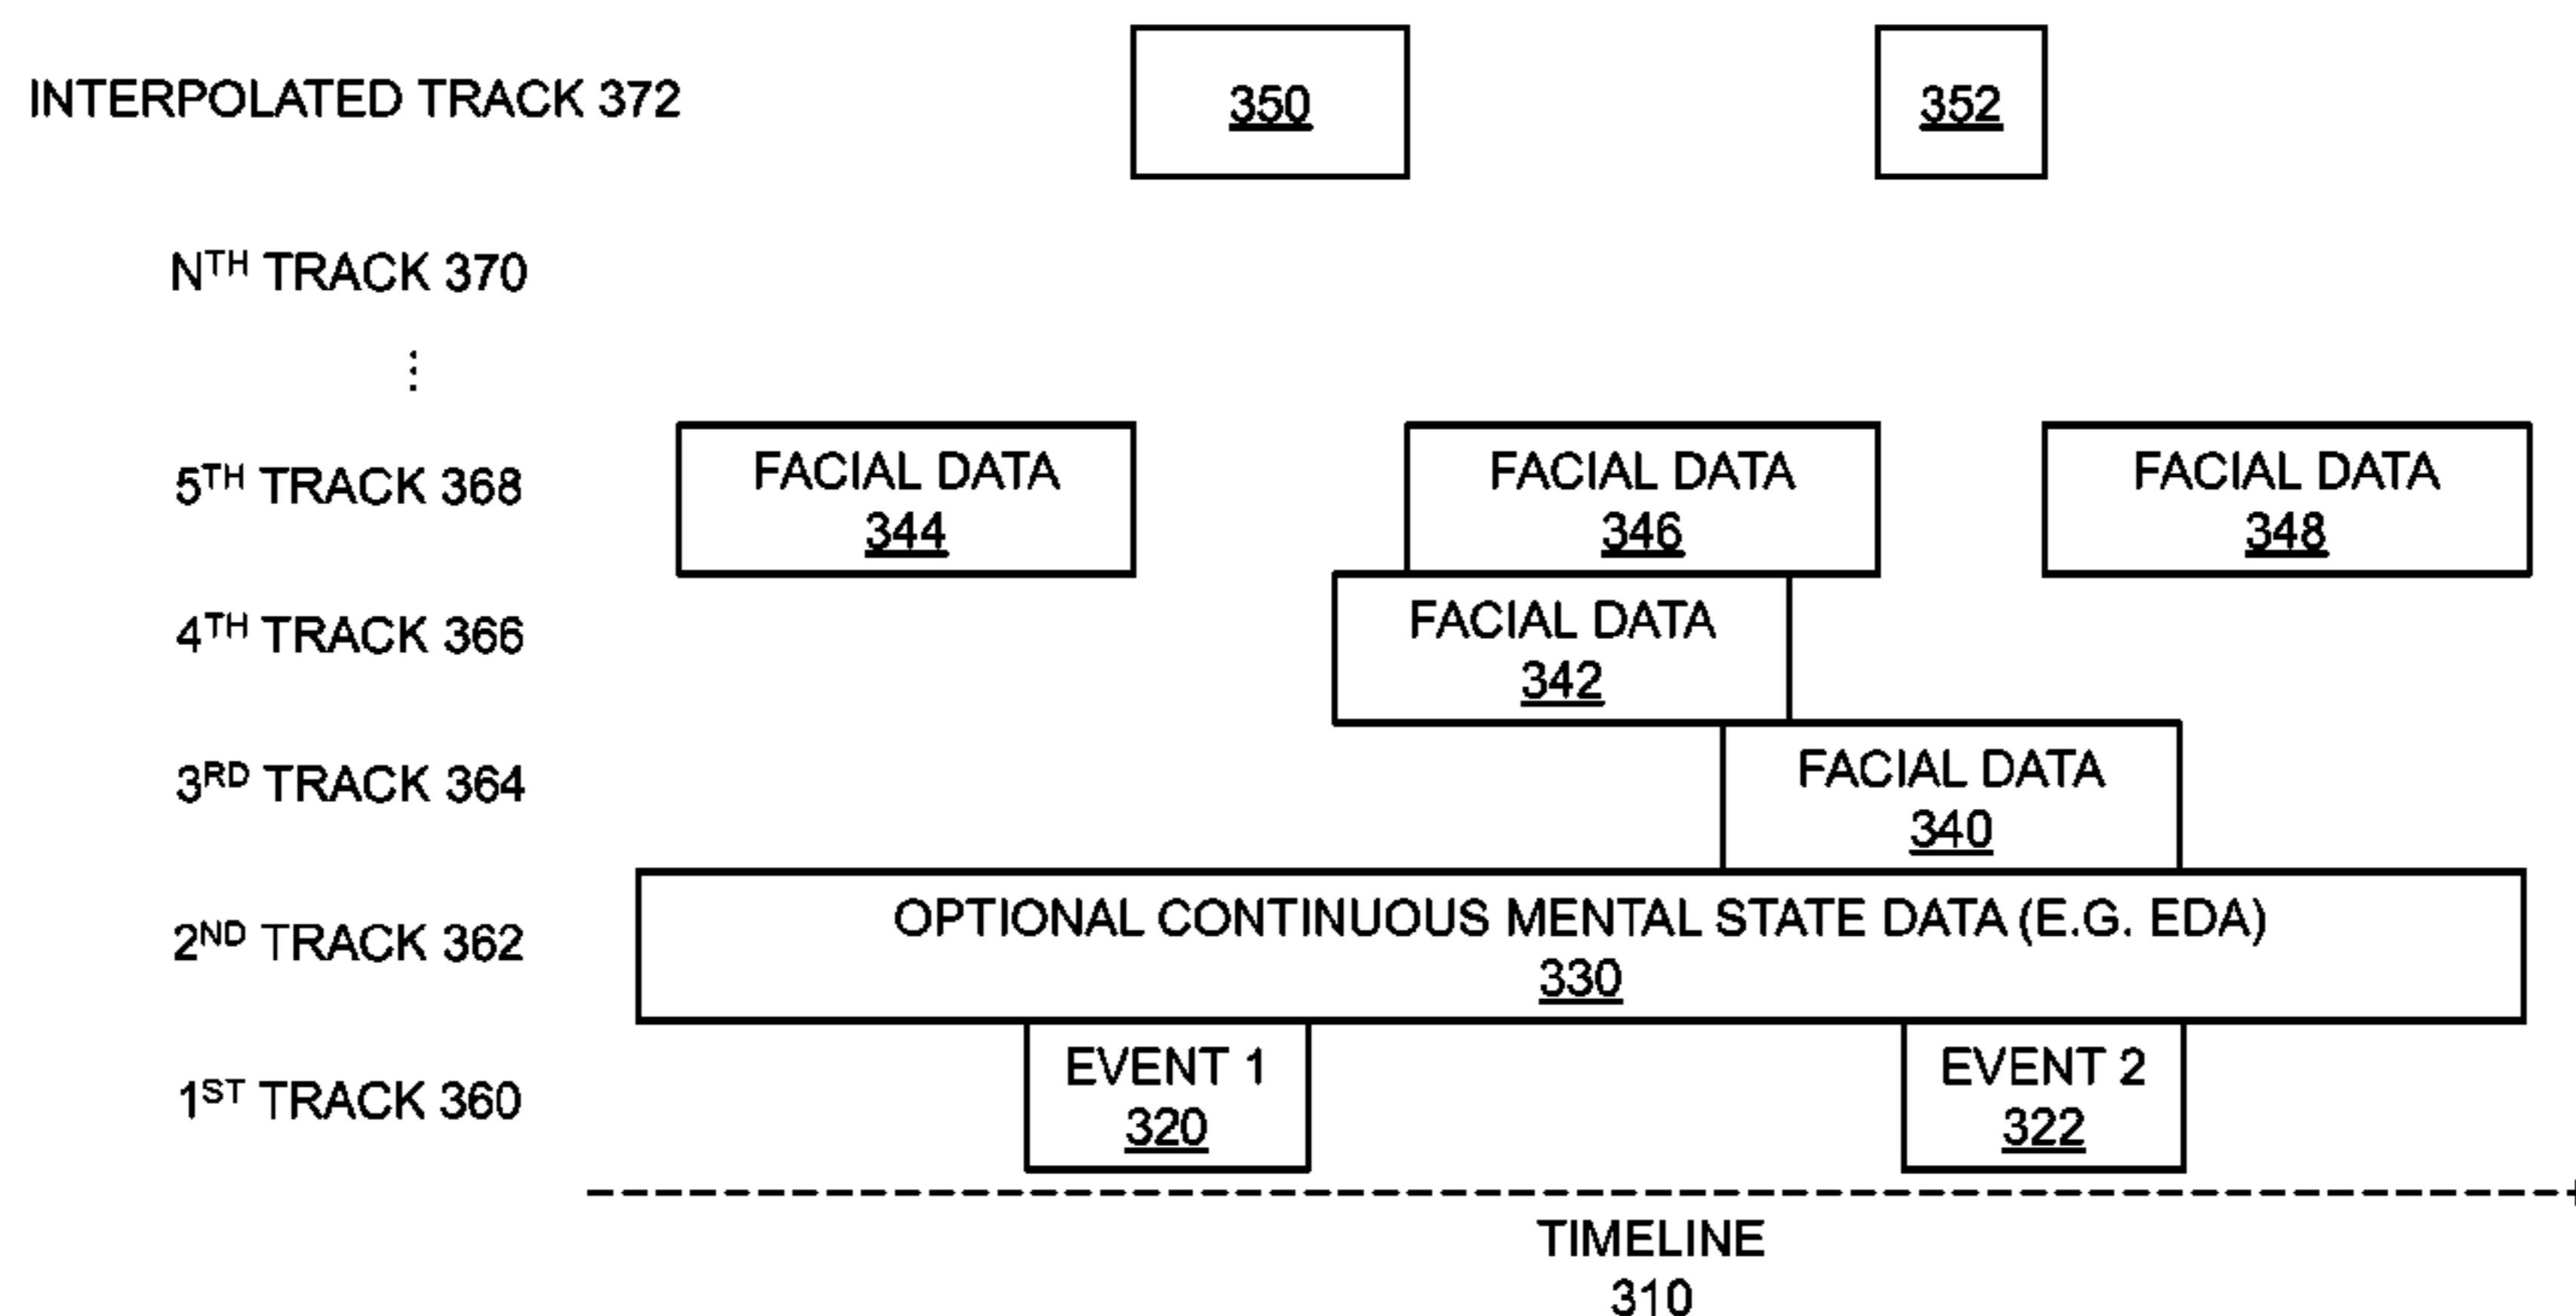 INTERPOLATED TRACK 372
350
352
NTH TRACK 370
⋮
5TH TRACK 368
FACIAL DATA
344
FACIAL DATA
346
FACIAL DATA
348
4TH TRACK 366
FACIAL DATA
342
3RD TRACK 364
FACIAL DATA
340
2ND TRACK 362
OPTIONAL CONTINUOUS MENTAL STATE DATA (E.G. EDA)
330
1ST TRACK 360
EVENT 1
320
EVENT 2
322
TIMELINE
310